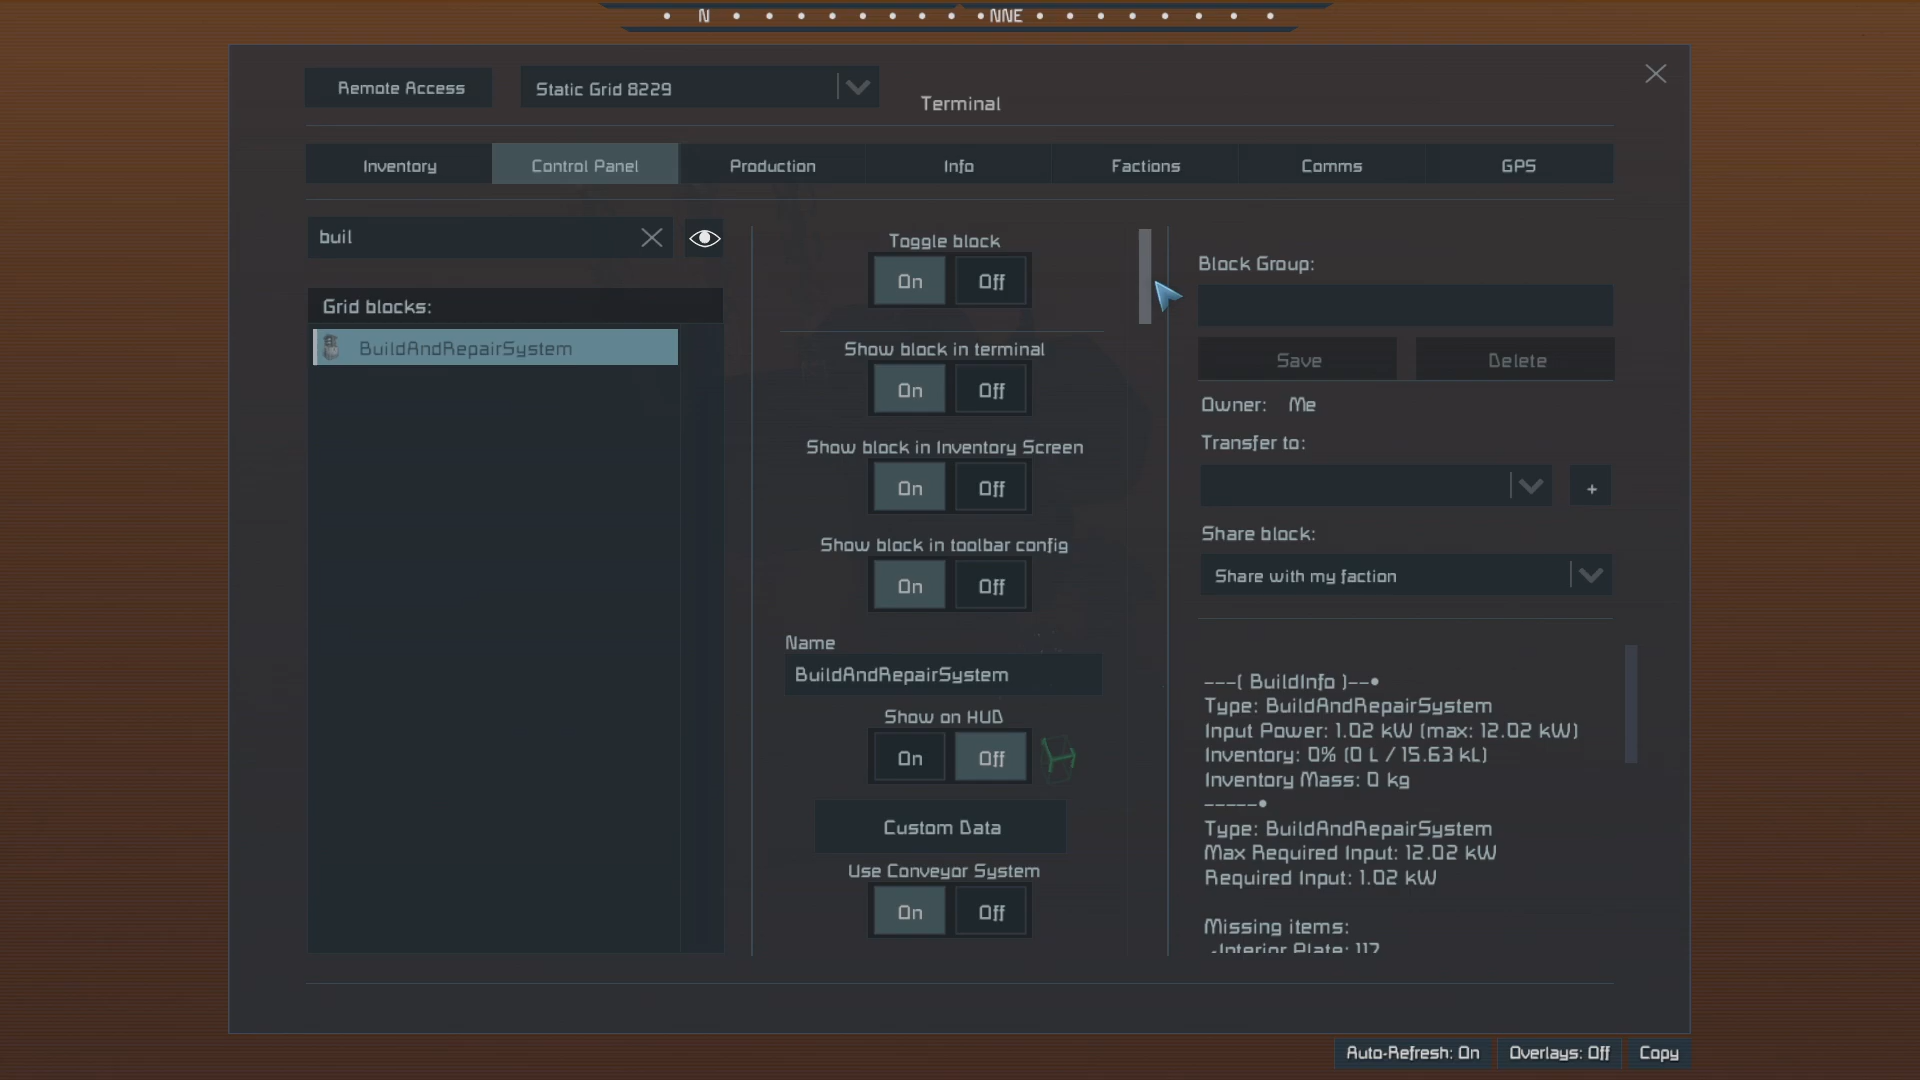 N NNE
Remote Access
Static Grid 8229
Terminal
Inventory
Control Panel
Production
Info
Factions
Comms
GPS
buil
Grid blocks:
BuildAndRepairSystem
Toggle block
On Off
Show block in terminal
On Off
Show block in Inventory Screen
On Off
Show block in toolbar config
On Off
Name
BuildAndRepairSystem
Show on HUD
On Off
Custom Data
Use Conveyor System
On Off
Block Group:
Save Delete
Owner: Me
Transfer to:
+
Share block:
Share with my faction
---( BuildInfo )--•
Type: BuildAndRepairSystem
Input Power: 1.02 kW (max: 12.02 kW)
Inventory: 0% (0 L / 15.63 kL)
Inventory Mass: 0 kg
-----•
Type: BuildAndRepairSystem
Max Required Input: 12.02 kW
Required Input: 1.02 kW
Missing items:
-Interior Plate: 117
Auto-Refresh: On
Overlays: Off
Copy